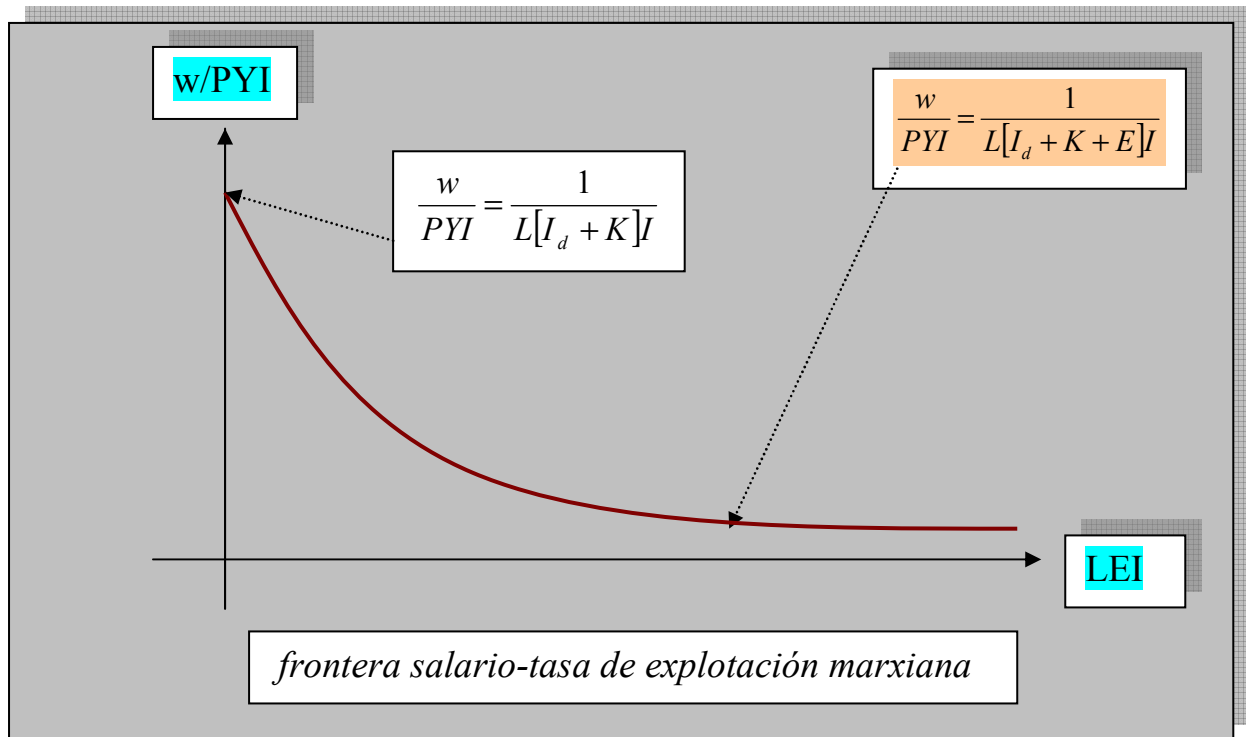 w/PYI
w/PYI = 1/L[I_d + K]I
w/PYI = 1/L[I_d + K + E]I
LEI
frontera salario-tasa de explotación marxiana